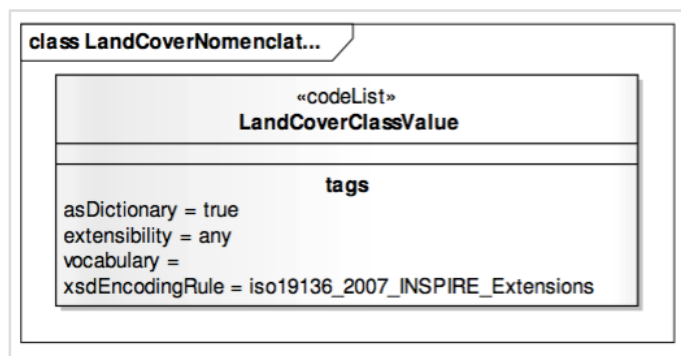 class LandCoverNomenclat...
«codeList»
LandCoverClassValue
tags
asDictionary = true
extensibility = any
vocabulary =
xsdEncodingRule = iso19136_2007_INSPIRE_Extensions